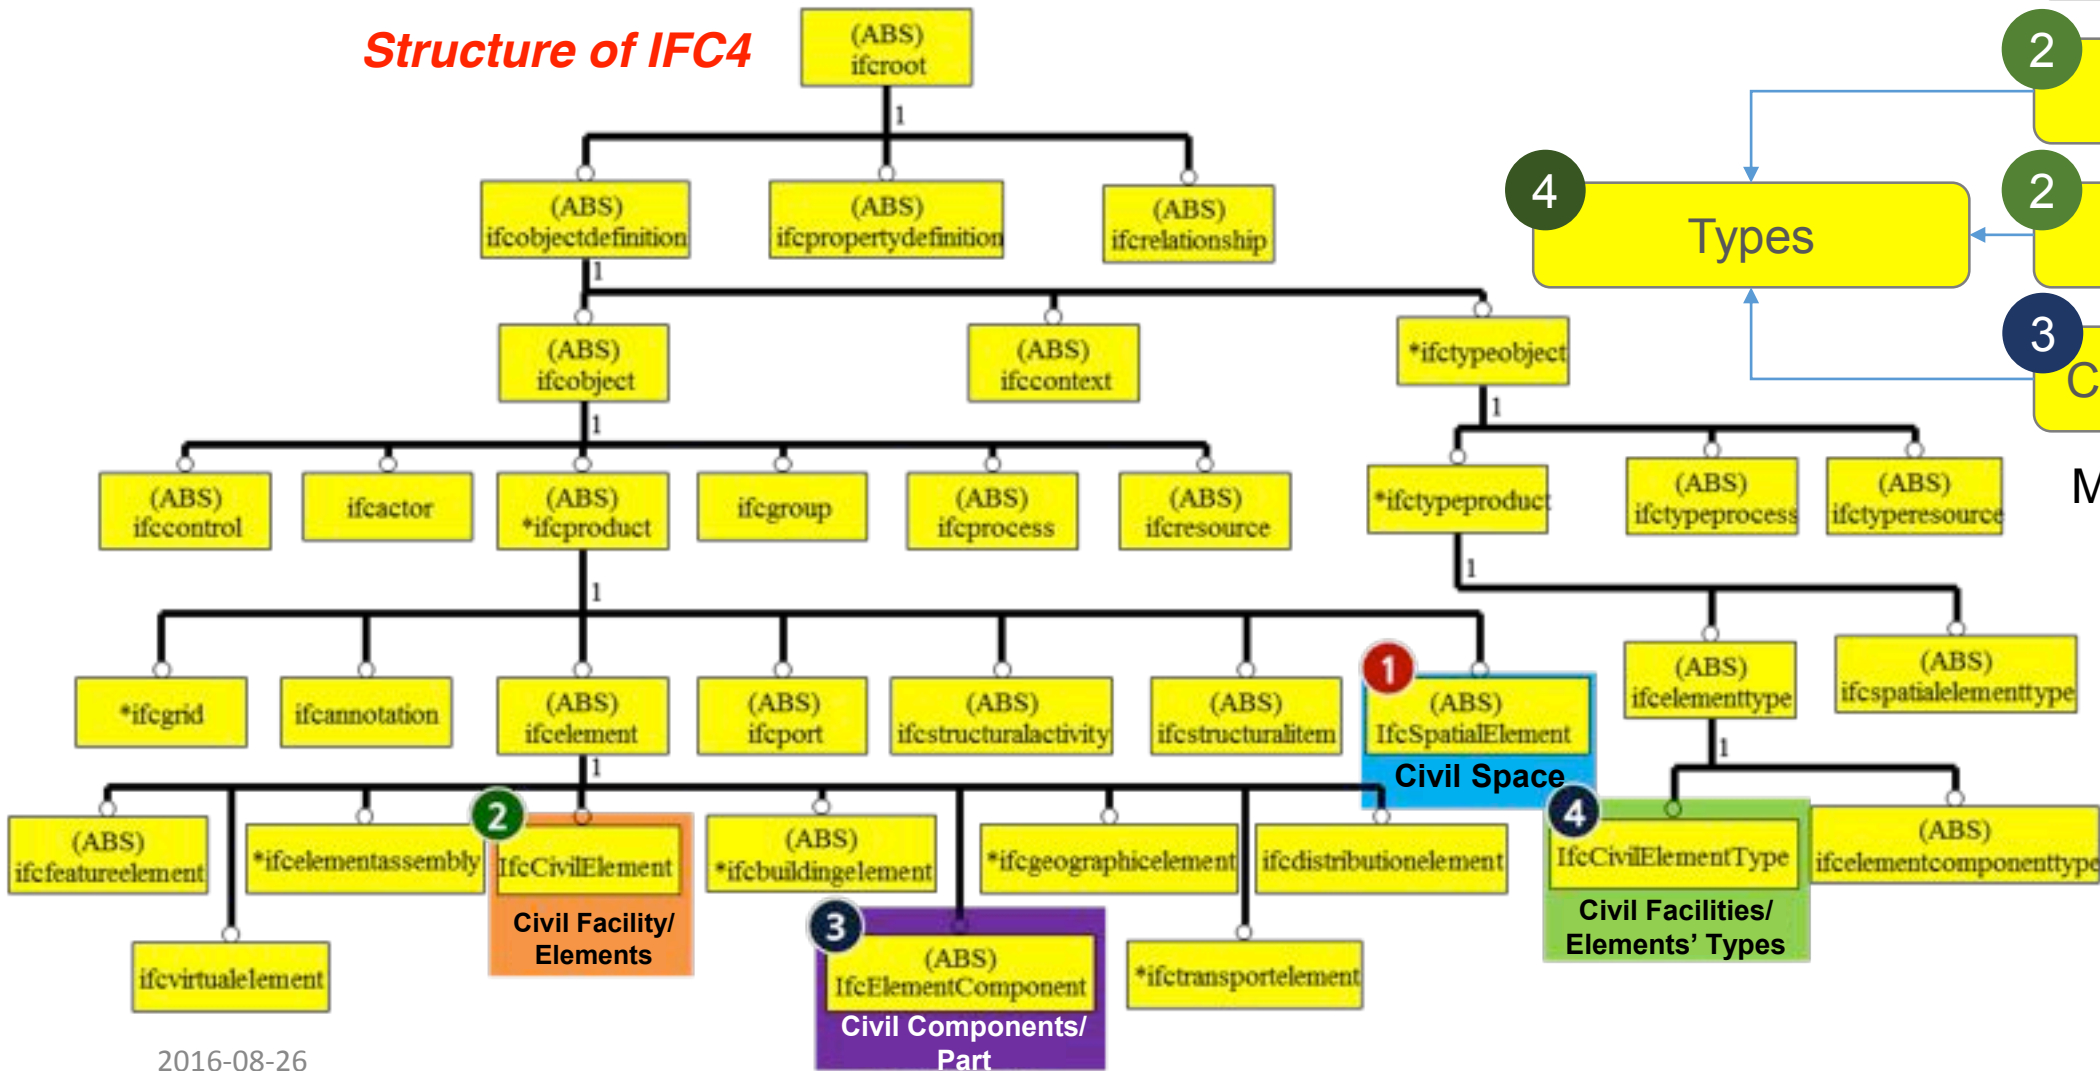 Structure of IFC4
(ABS)
ifcroot
1
(ABS)
ifcobjectdefinition
(ABS)
ifcpropertydefinition
(ABS)
ifcrelationship
1
(ABS)
ifcobject
(ABS)
ifccontext
*ifctypeobject
1
1
(ABS)
ifccontrol
ifcactor
(ABS)
*ifcproduct
ifcgroup
(ABS)
ifcprocess
(ABS)
ifcresource
*ifctypeproduct
(ABS)
ifctypeprocess
(ABS)
ifctyperesource
1
1
*ifcgrid
ifcannotation
(ABS)
ifcelement
(ABS)
ifcport
(ABS)
ifcstructuralactivity
(ABS)
ifcstructuralitem
1
(ABS)
IfcSpatialElement
Civil Space
(ABS)
ifcelementtype
(ABS)
ifcspatialelementtype
1
1
(ABS)
ifcfeatureelement
*ifcelementassembly
2
IfcCivilElement
Civil Facility/
Elements
(ABS)
*ifcbuildingelement
*ifcgeographicelement
ifcdistributionelement
4
IfcCivilElementType
Civil Facilities/
Elements’ Types
(ABS)
ifcelementcomponenttype
ifcvirtualelement
3
(ABS)
IfcElementComponent
Civil Components/
Part
*ifctransportelement
2016-08-26
2
4
Types
2
3
C
M